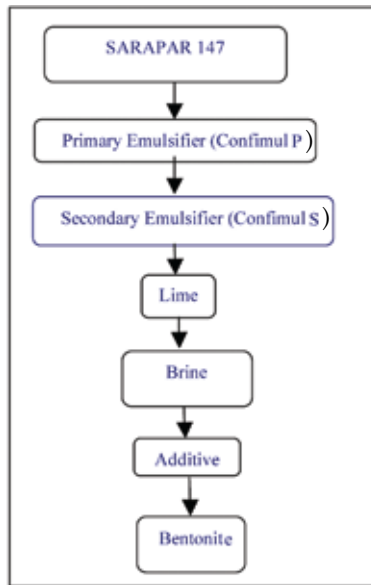 SARAPAR 147
Primary Emulsifier (Confimul P)
Secondary Emulsifier (Confimul S)
Lime
Brine
Additive
Bentonite